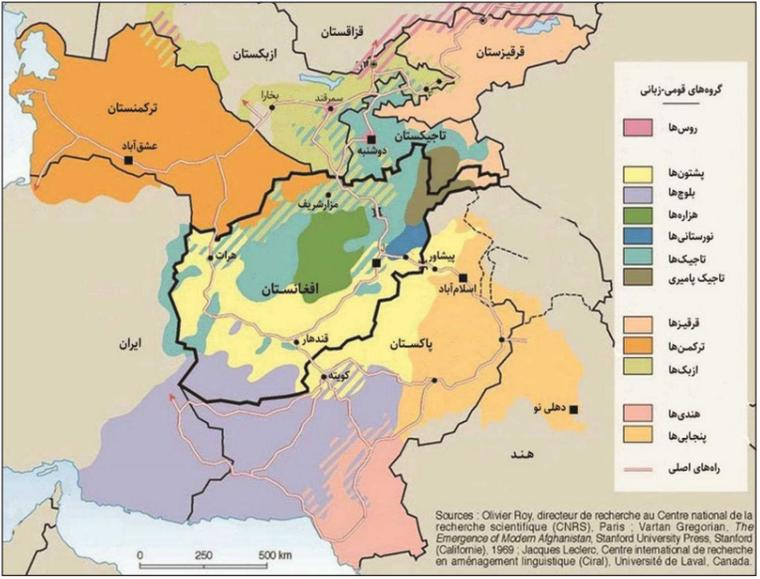 قزاقستان
ازبکستان
قرقیزستان
ترکمنستان
بخارا
سمرقند
تاجیکستان
عشق‌آباد
دوشنبه
مزارشریف
هرات
پیشاور
اسلام‌آباد
افغانستان
ایران
قندهار
پاکستان
کویته
دهلی نو
هند
گروه‌های قومی-زبانی
روس‌ها
پشتون‌ها
بلوچ‌ها
هزاره‌ها
نورستانی‌ها
تاجیک‌ها
تاجیک پامیری
قرقیزها
ترکمن‌ها
ازبک‌ها
هندی‌ها
پنجابی‌ها
راه‌های اصلی
Sources : Olivier Roy, directeur de recherche au Centre national de la
recherche scientifique (CNRS), Paris ; Vartan Gregorian, The
Emergence of Modern Afghanistan, Stanford University Press, Stanford
(Californie), 1969 ; Jacques Leclerc, Centre international de recherche
en aménagement linguistique (Ciral), Université de Laval, Canada.
0 250 500 km